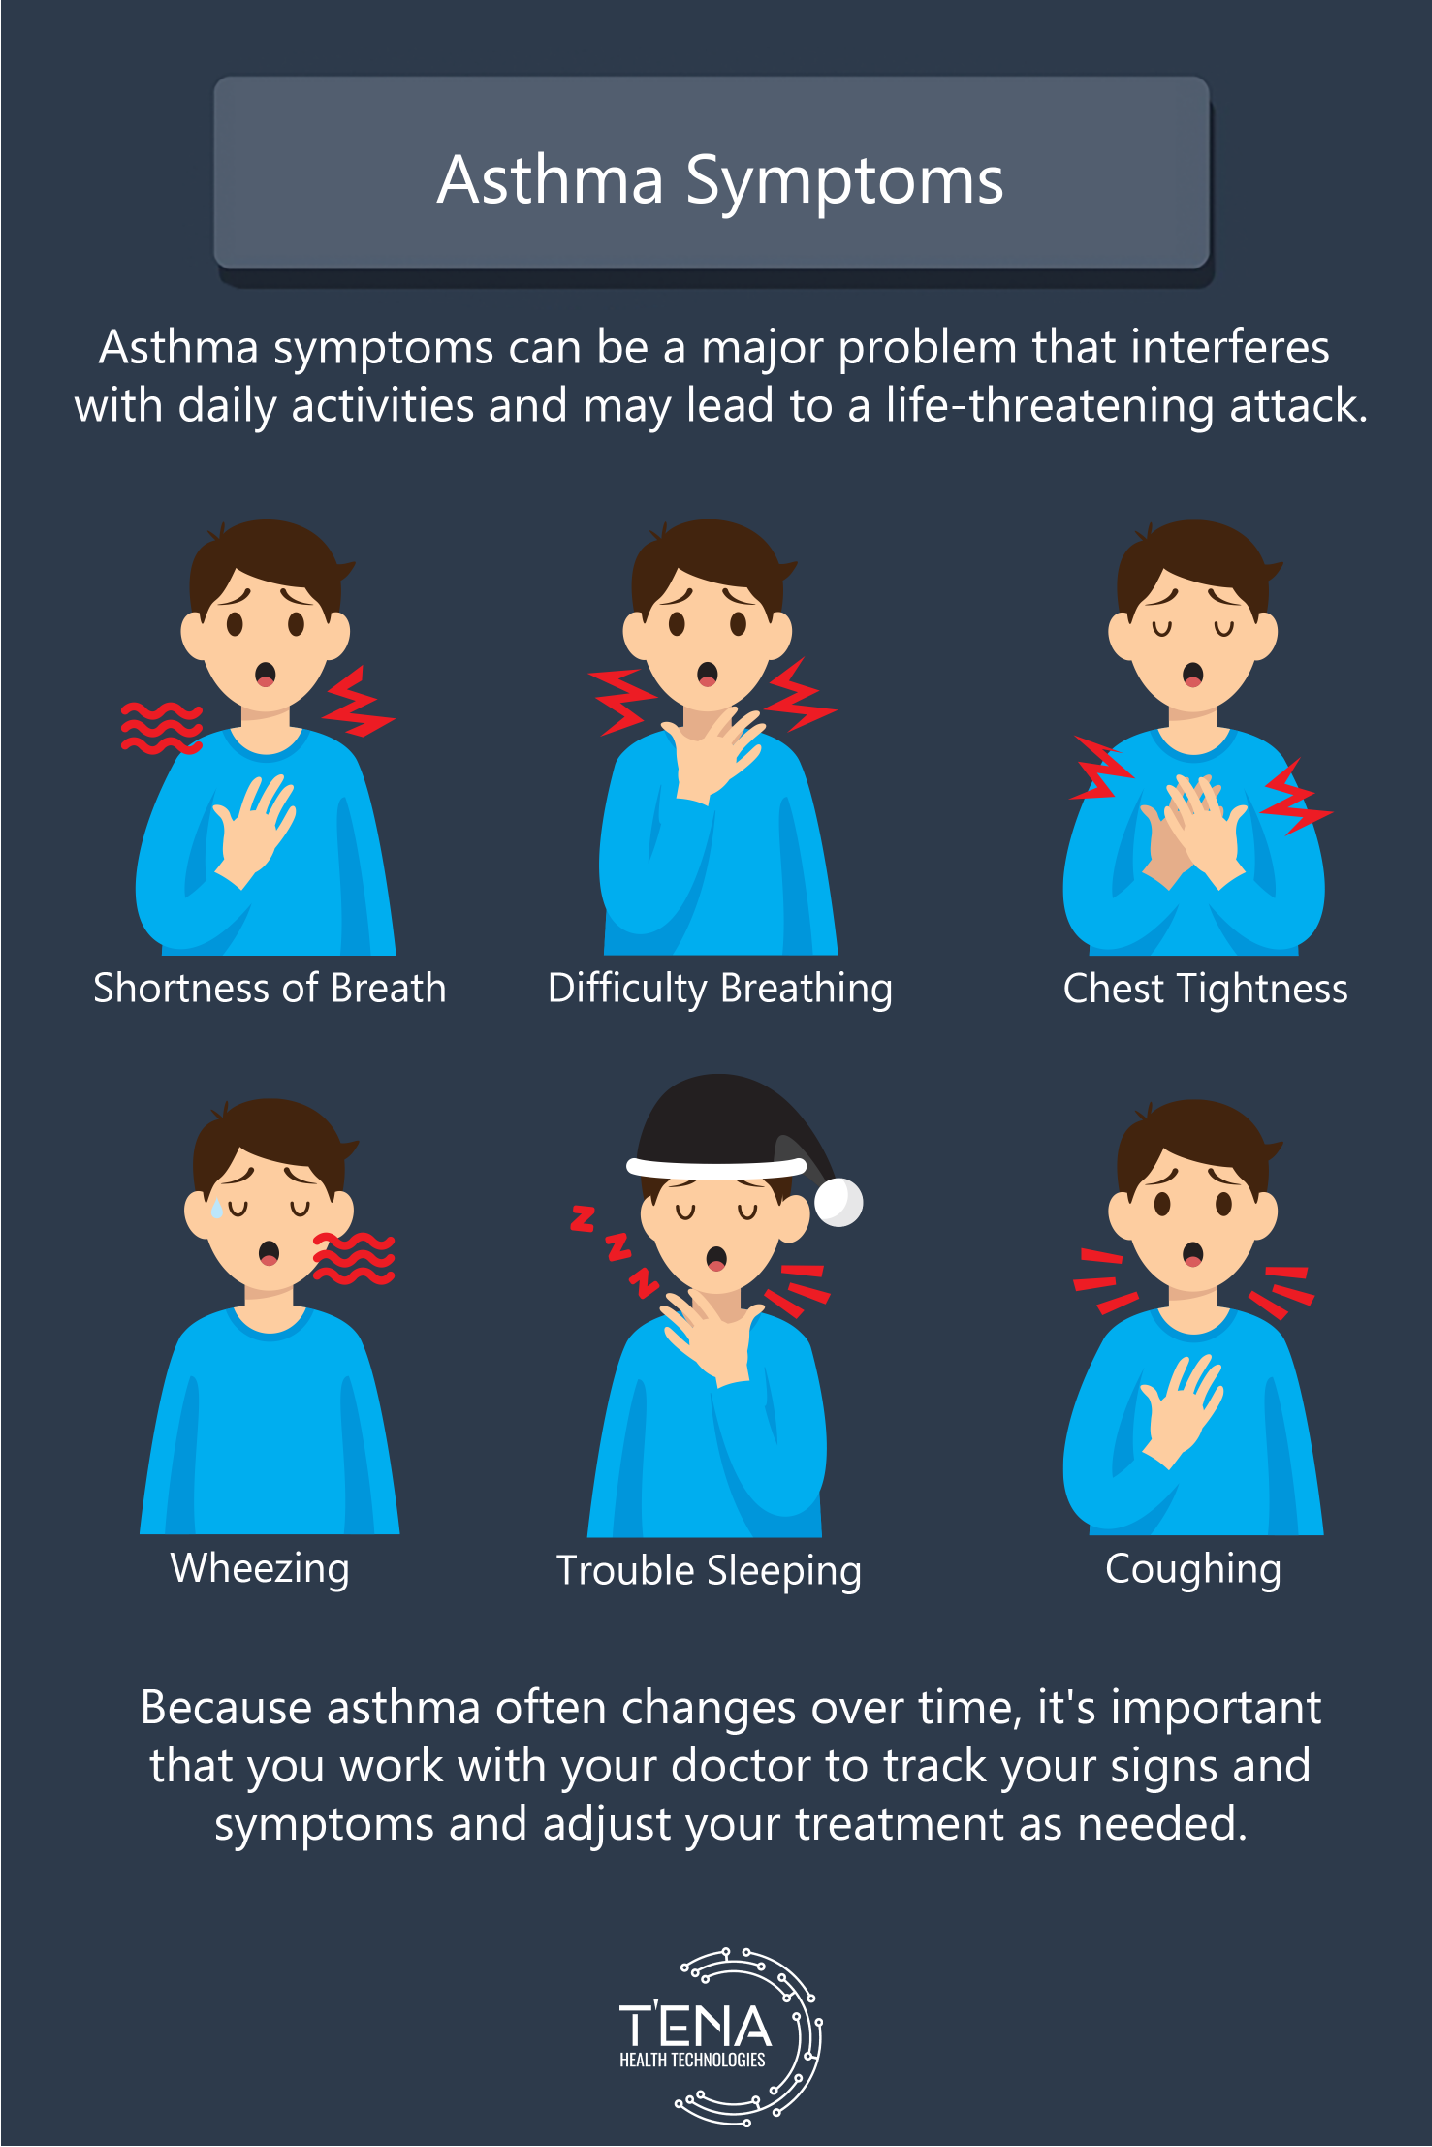 Asthma Symptoms
Asthma symptoms can be a major problem that interferes
with daily activities and may lead to a life-threatening attack.
Shortness of Breath
Difficulty Breathing
Chest Tightness
z
z
z
Wheezing
Trouble Sleeping
Coughing
Because asthma often changes over time, it's important
that you work with your doctor to track your signs and
symptoms and adjust your treatment as needed.
T'ENA
HEALTH TECHNOLOGIES